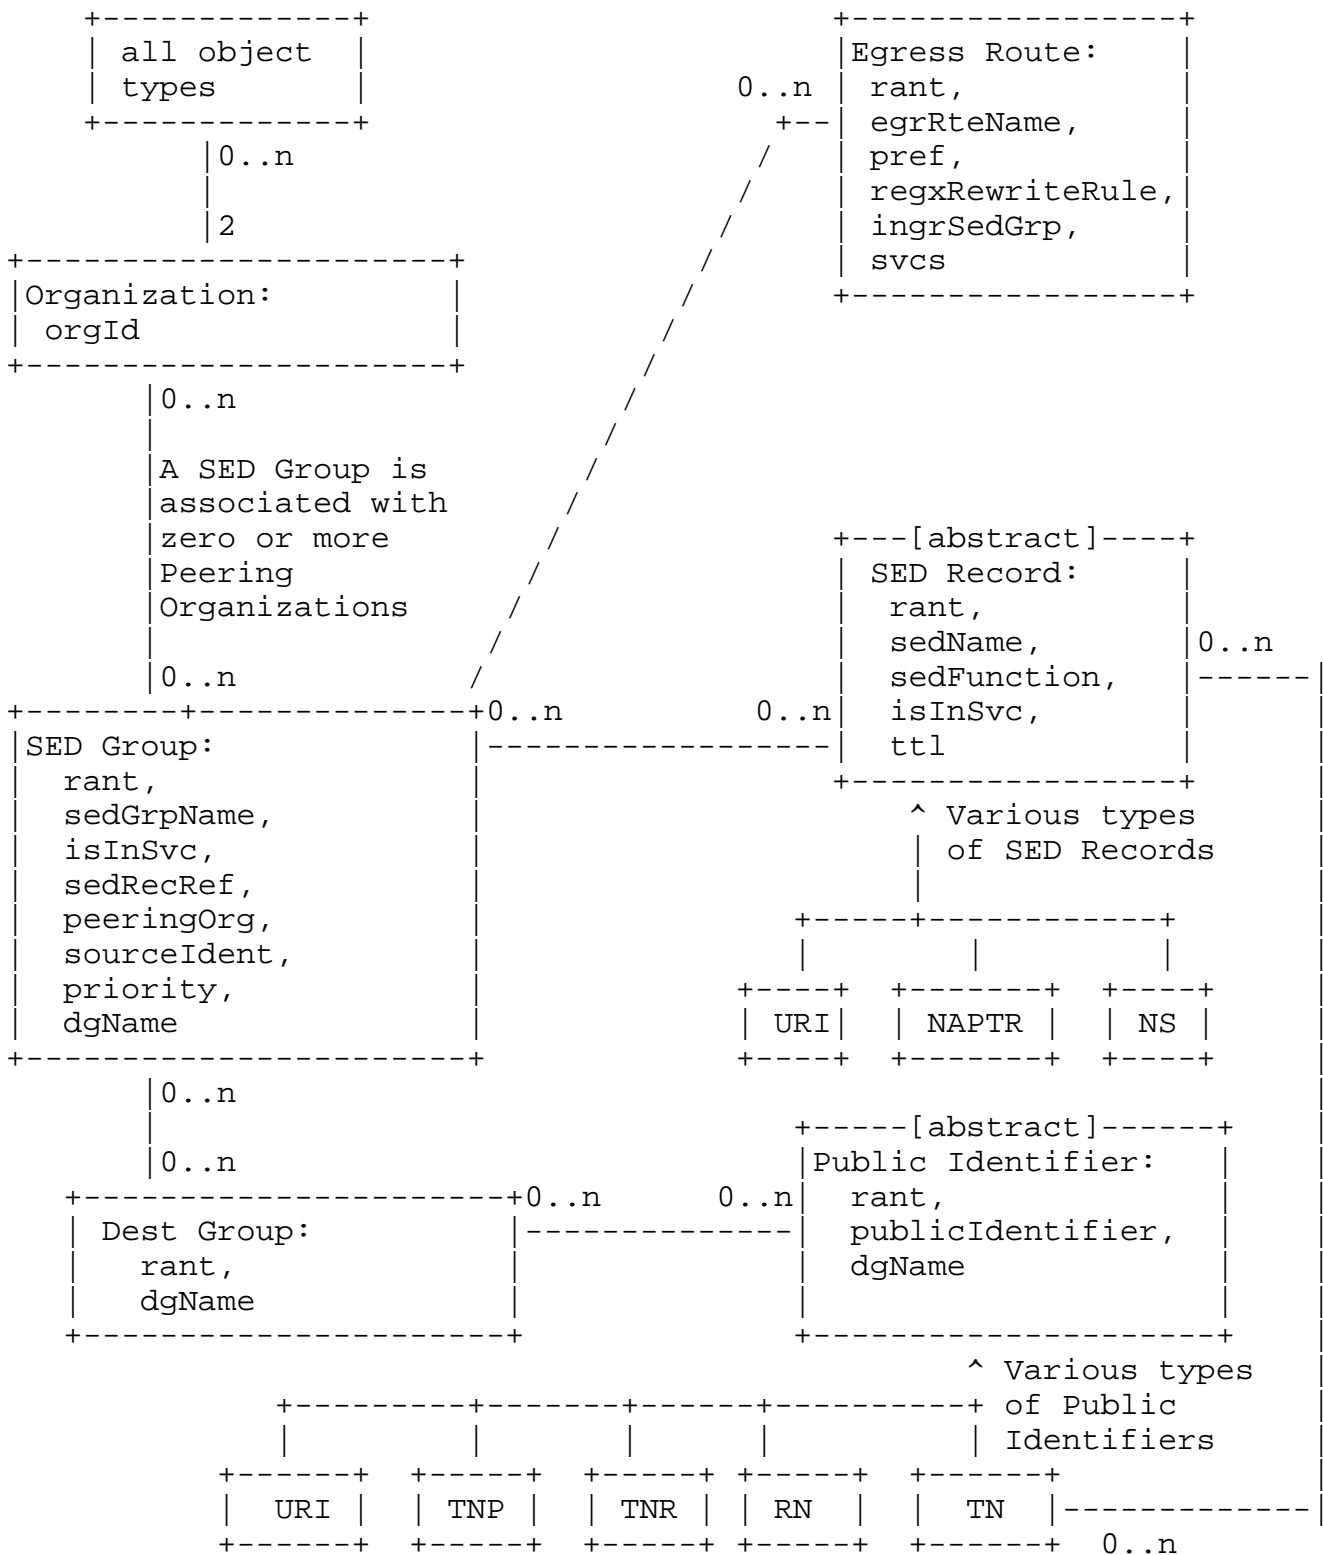 all object
types
0..n
2
Organization:
orgId
0..n
A SED Group is
associated with
zero or more
Peering
Organizations
0..n
Egress Route:
0..n
rant,
egrRteName,
pref,
regxRewriteRule,
ingrSedGrp,
svcs
[abstract]
SED Record:
rant,
sedName,
0..n
sedFunction,
isInSvc,
ttl
0..n
0..n
SED Group:
rant,
sedGrpName,
isInSvc,
sedRecRef,
peeringOrg,
sourceIdent,
priority,
dgName
^ Various types
of SED Records
URI
NAPTR
NS
0..n
0..n
[abstract]
Public Identifier:
0..n
0..n
rant,
publicIdentifier,
dgName
Dest Group:
rant,
dgName
^ Various types
of Public
Identifiers
URI
TNP
TNR
RN
TN
0..n